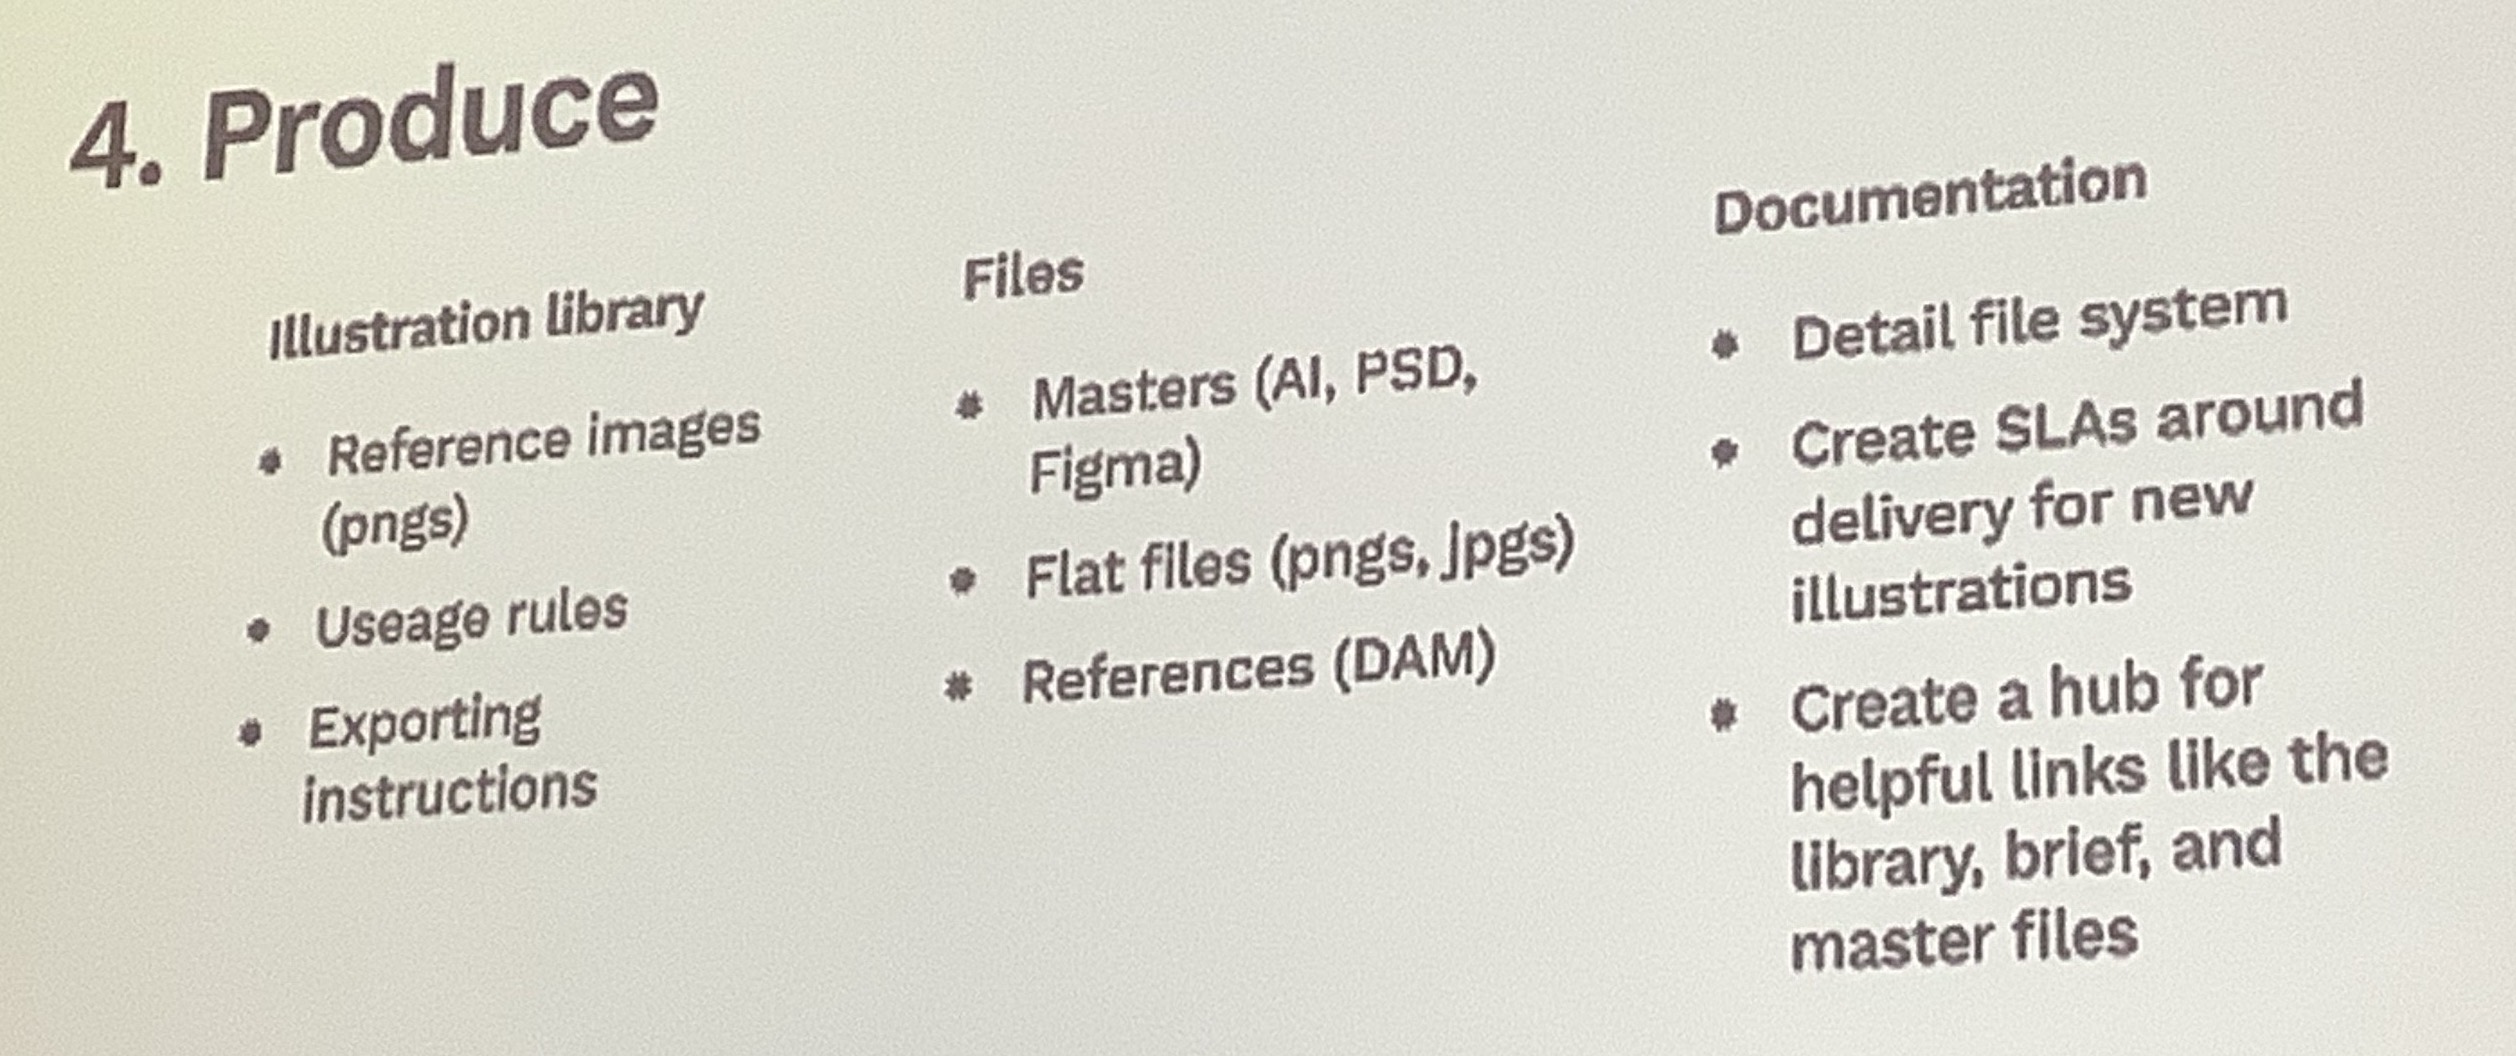 4. Produce
Illustration library
Reference images
(pngs)
Useage rules
Exporting
instructions
Files
Masters (AI, PSD,
Figma)
Flat files (pngs, jpgs)
References (DAM)
Documentation
Detail file system
Create SLAs around
delivery for new
illustrations
Create a hub for
helpful links like the
library, brief, and
master files